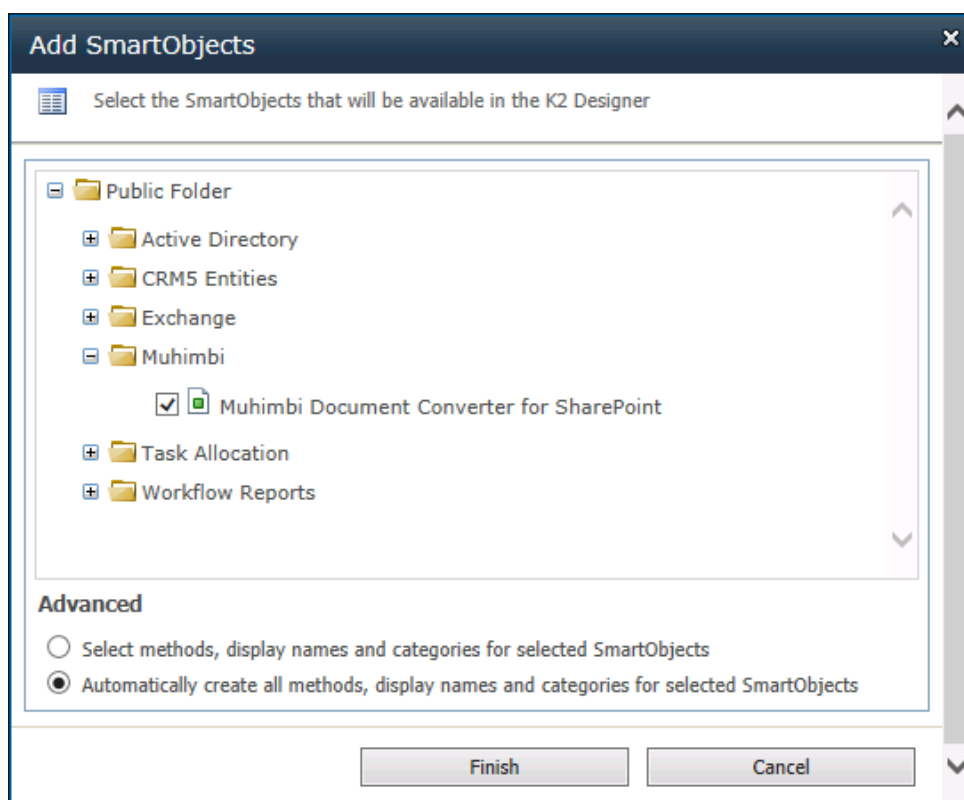 Add SmartObjects
Select the SmartObjects that will be available in the K2 Designer
Public Folder
Active Directory
CRM5 Entities
Exchange
Muhimbi
Muhimbi Document Converter for SharePoint
Task Allocation
Workflow Reports
Advanced
Select methods, display names and categories for selected SmartObjects
Automatically create all methods, display names and categories for selected SmartObjects
Finish Cancel